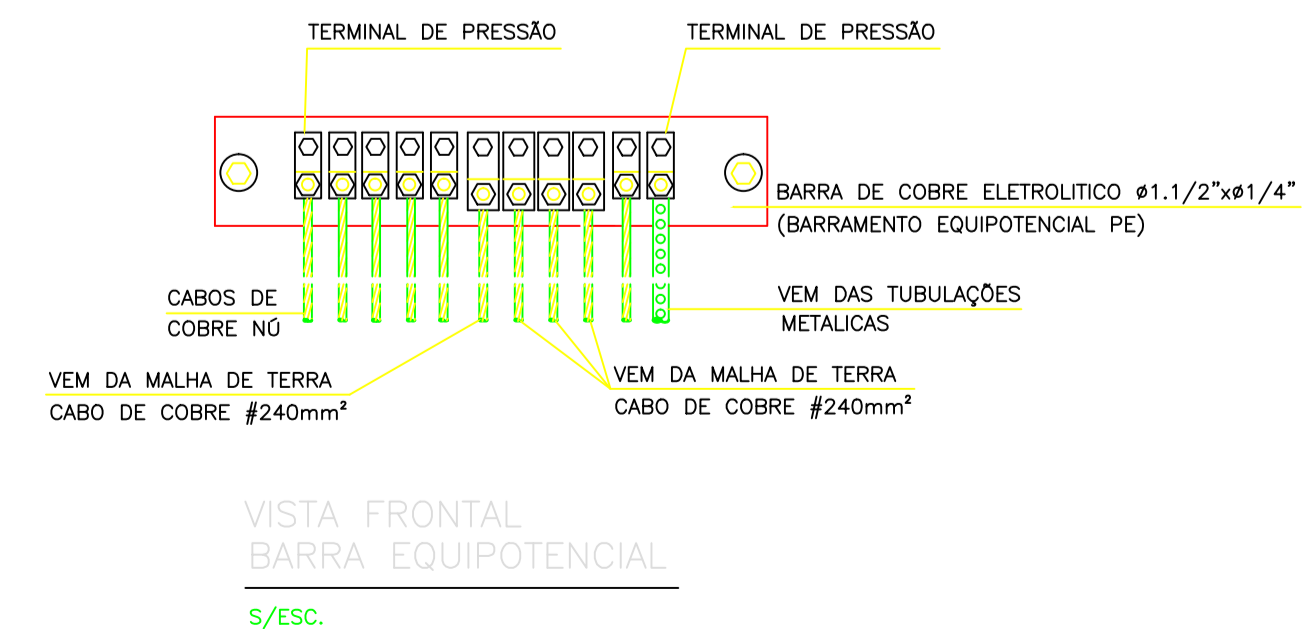 TERMINAL DE PRESSÃO
TERMINAL DE PRESSÃO
BARRA DE COBRE ELETROLITICO ø1.1/2”xø1/4”
(BARRAMENTO EQUIPOTENCIAL PE)
CABOS DE
COBRE NÚ
VEM DAS TUBULAÇÕES
METALICAS
VEM DA MALHA DE TERRA
CABO DE COBRE #240mm²
VEM DA MALHA DE TERRA
CABO DE COBRE #240mm²
VISTA FRONTAL
BARRA EQUIPOTENCIAL
S/ESC.